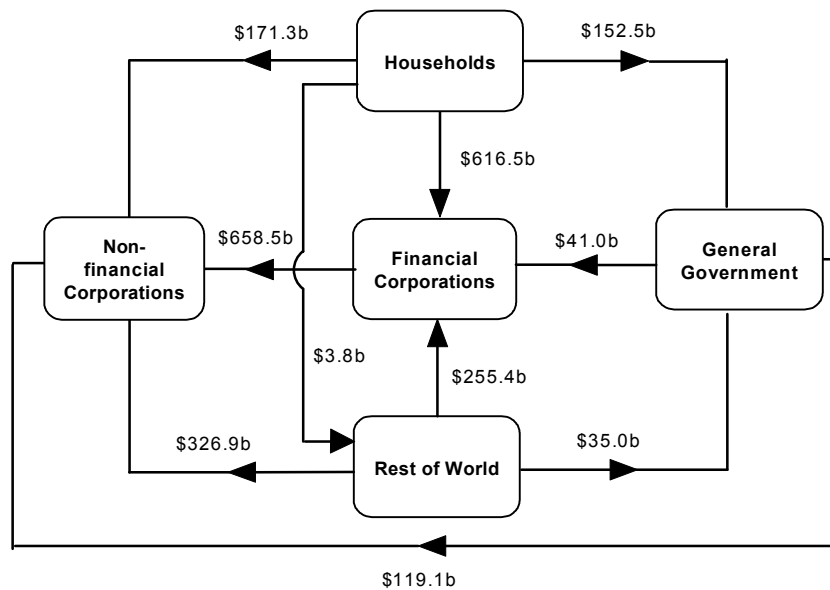 $171.3b
$152.5b
Households
$616.5b
Non-
financial
Corporations
$658.5b
Financial
Corporations
$41.0b
General
Government
$3.8b
$255.4b
$326.9b
Rest of World
$35.0b
$119.1b